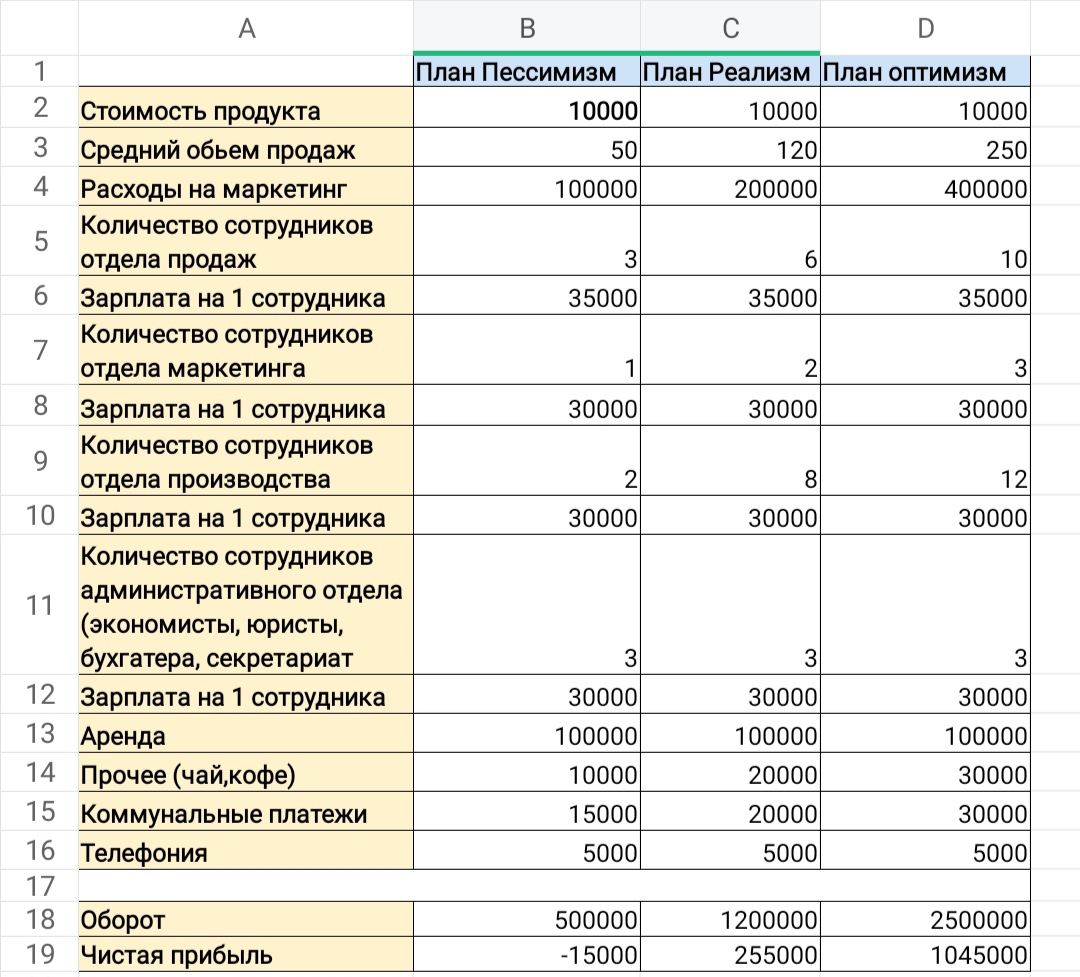 A B C D
1 План Пессимизм План Реализм План оптимизм
2 Стоимость продукта 10000 10000 10000
3 Средний обьем продаж 50 120 250
4 Расходы на маркетинг 100000 200000 400000
5 Количество сотрудников
отдела продаж 3 6 10
6 Зарплата на 1 сотрудника 35000 35000 35000
7 Количество сотрудников
отдела маркетинга 1 2 3
8 Зарплата на 1 сотрудника 30000 30000 30000
9 Количество сотрудников
отдела производства 2 8 12
10 Зарплата на 1 сотрудника 30000 30000 30000
11 Количество сотрудников
административного отдела
(экономисты, юристы,
бухгатера, секретариат 3 3 3
12 Зарплата на 1 сотрудника 30000 30000 30000
13 Аренда 100000 100000 100000
14 Прочее (чай,кофе) 10000 20000 30000
15 Коммунальные платежи 15000 20000 30000
16 Телефония 5000 5000 5000
17
18 Оборот 500000 1200000 2500000
19 Чистая прибыль -15000 255000 1045000